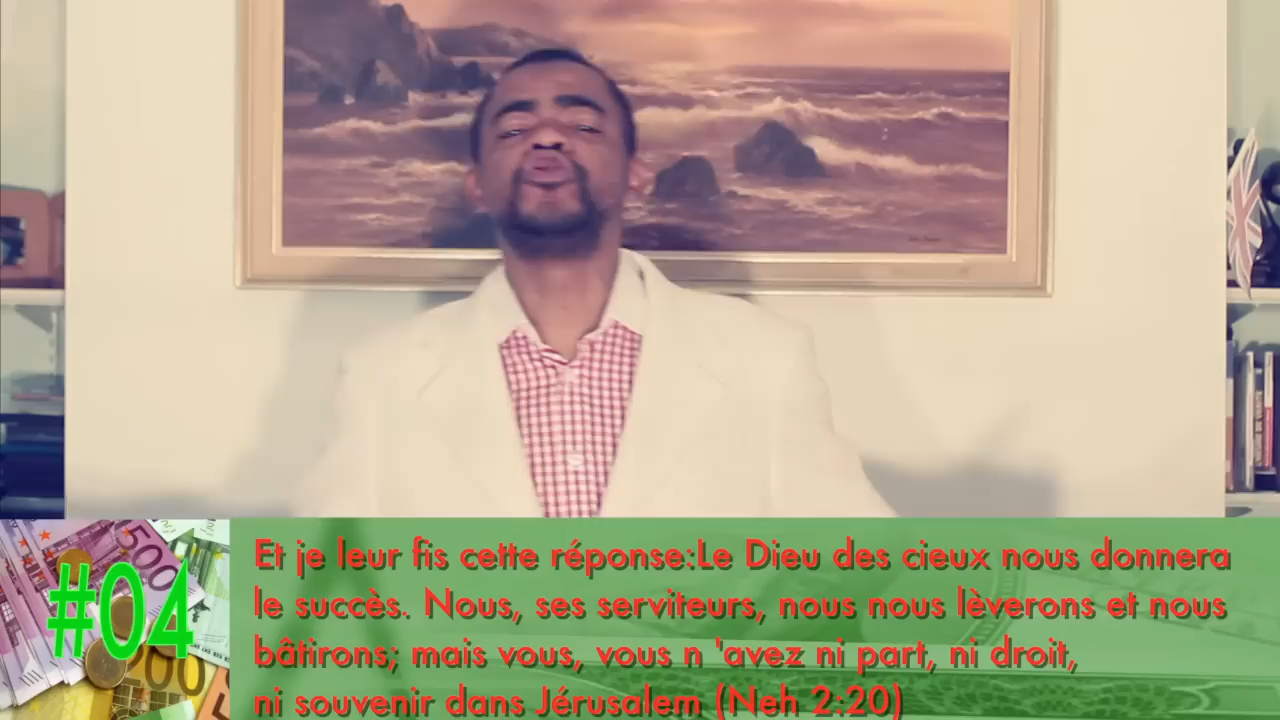 Et je leur fis cette réponse:Le Dieu des cieux nous donnera
le succès. Nous, ses serviteurs, nous nous lèverons et nous
bâtirons; mais vous, vous n 'avez ni part, ni droit,
ni souvenir dans Jérusalem (Neh 2:20)
#04
500
200